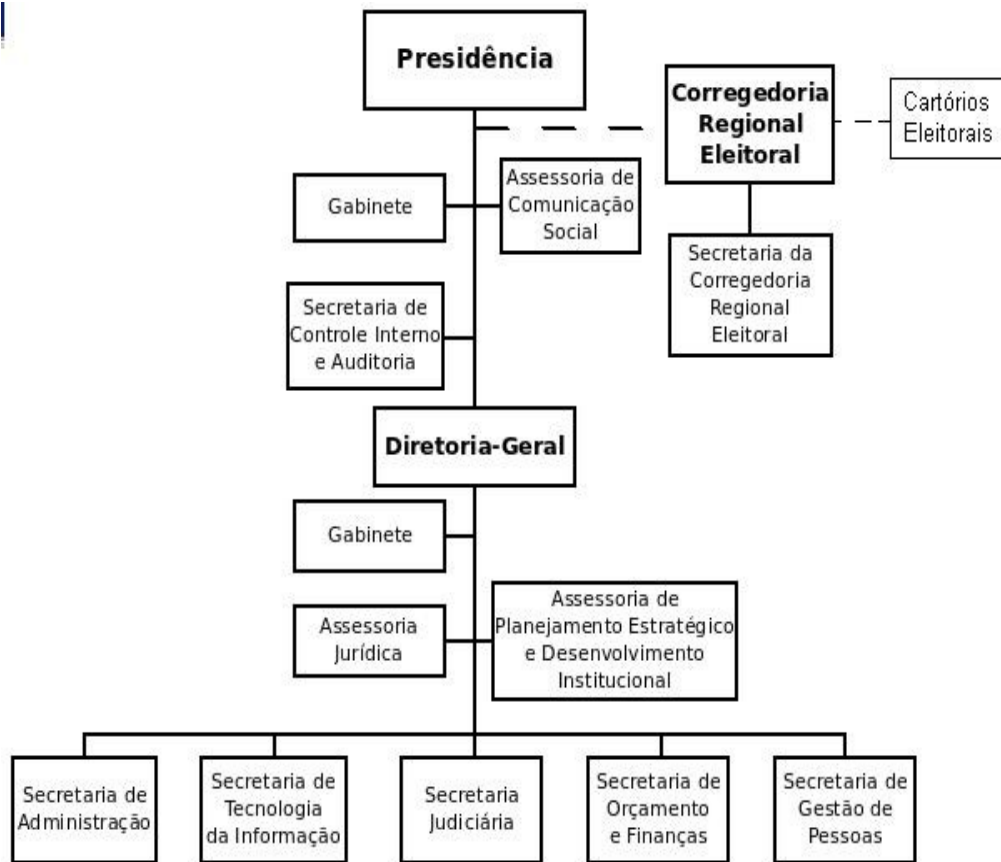 Presidência
Corregedoria
Regional
Eleitoral
Cartórios
Eleitorais
Gabinete
Assessoria de
Comunicação
Social
Secretaria da
Corregedoria
Regional
Eleitoral
Secretaria de
Controle Interno
e Auditoria
Diretoria-Geral
Gabinete
Assessoria
Jurídica
Assessoria de
Planejamento Estratégico
e Desenvolvimento
Institucional
Secretaria de
Administração
Secretaria de
Tecnologia
da Informação
Secretaria
Judiciária
Secretaria de
Orçamento
e Finanças
Secretaria de
Gestão de
Pessoas